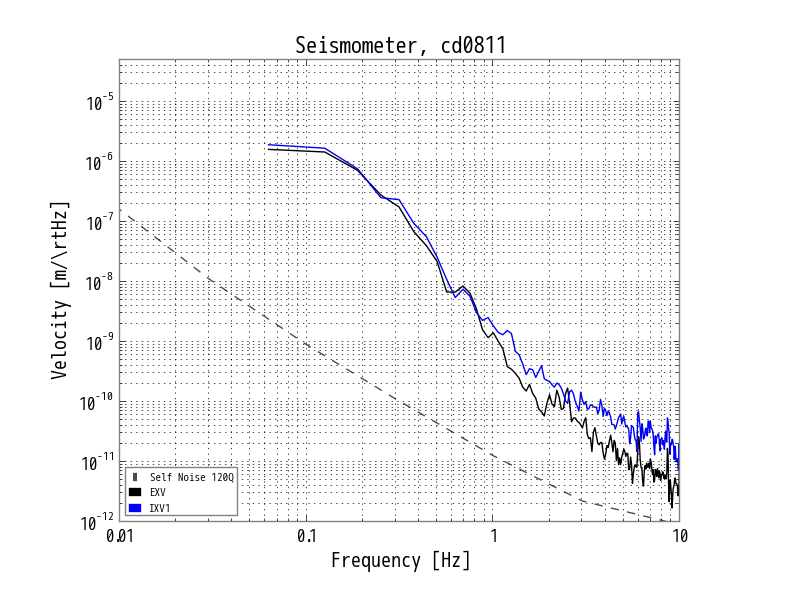 Seismometer, cd0811
Velocity [m/\rtHz]
10-5
10-6
10-7
10-8
10-9
10-10
10-11
10-12
Self Noise 120Q
EXV
IXV1
0.01
0.1
1
10
Frequency [Hz]